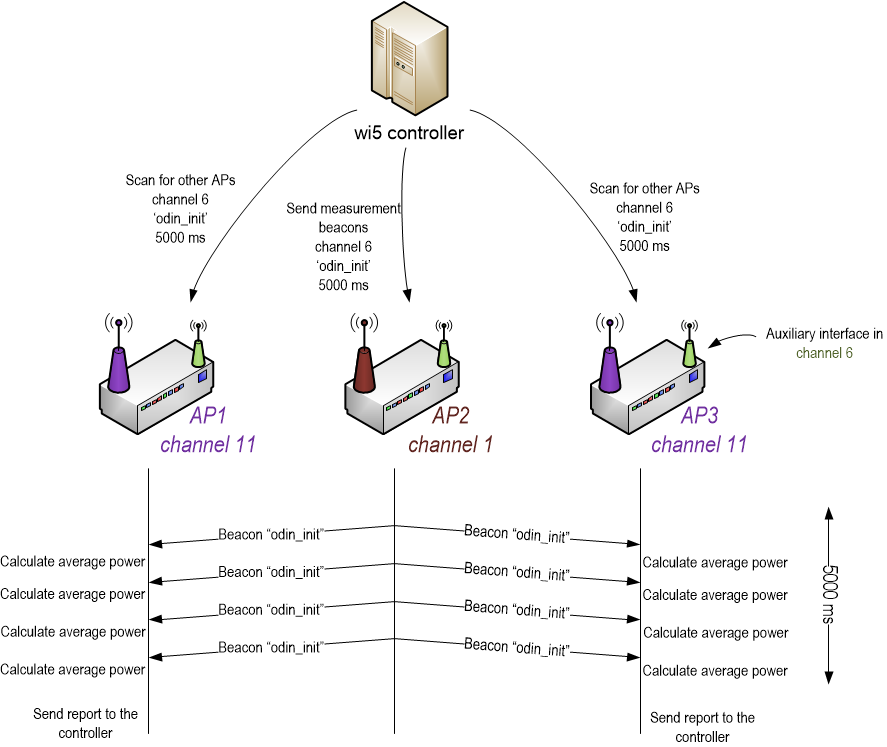 wi5 controller
Scan for other APs
channel 6
‘odin_init’
5000 ms
Send measurement
beacons
channel 6
‘odin_init’
5000 ms
Scan for other APs
channel 6
‘odin_init’
5000 ms
Auxiliary interface in
channel 6
AP1
channel 11
AP2
channel 1
AP3
channel 11
Beacon “odin_init”
Beacon “odin_init”
Calculate average power
Calculate average power
Beacon “odin_init”
Beacon “odin_init”
Calculate average power
Calculate average power
Beacon “odin_init”
Beacon “odin_init”
Calculate average power
Calculate average power
Beacon “odin_init”
Beacon “odin_init”
Calculate average power
Calculate average power
5000 ms
Send report to the
controller
Send report to the
controller